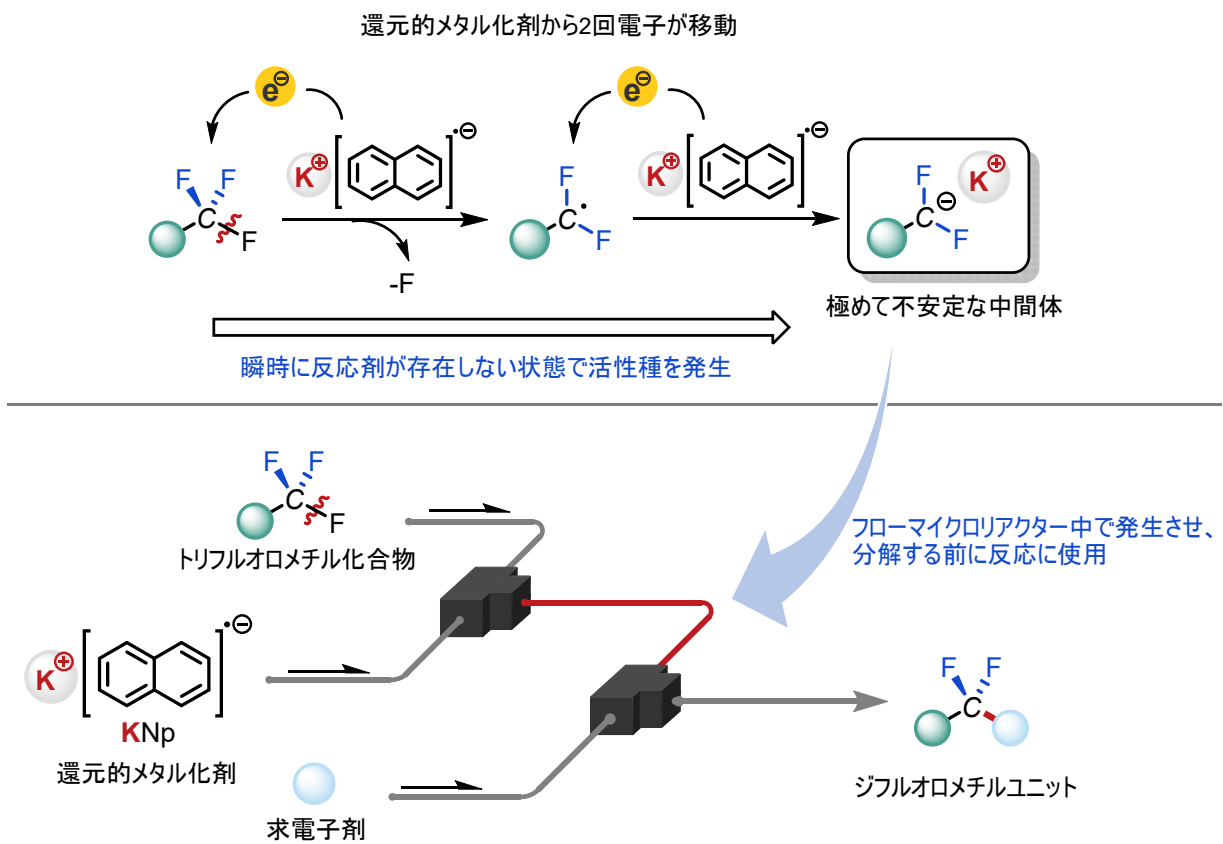 還元的メタル化剤から2回電子が移動
e⊖ e⊖
K⊕ •⊖ K⊕ •⊖
F F F C
F C• F
F C⊖ F K⊕
-F
極めて不安定な中間体
瞬時に反応剤が存在しない状態で活性種を発生
F F
C F
トリフルオロメチル化合物
フローマイクロリアクター中で発生させ、
分解する前に反応に使用
K⊕ •⊖
KNp
還元的メタル化剤
F F
C
ジフルオロメチルユニット
求電子剤